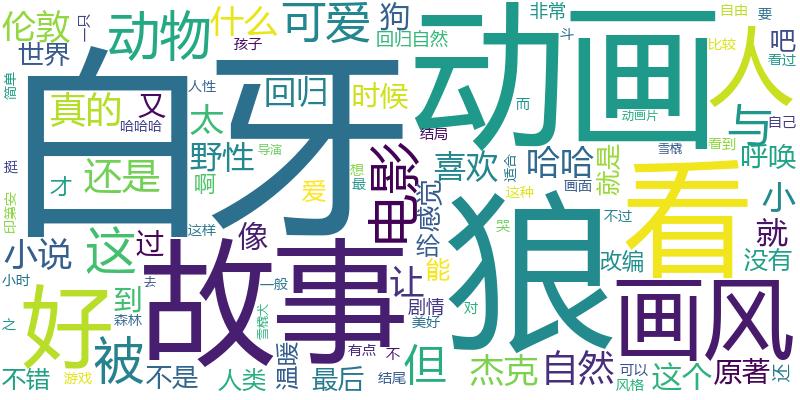 伦敦
动物
什么
可爱
狗
非常
自由
要
世界
一只
孩子
回归自然
斗
比较
吧
看过
白牙
动画
人
真的
又
回归
时候
与
自己
简单
人性
哈哈哈
太
而
动画片
结局
雪橇
看到
呼唤
挺
才
还是
野性
导演
电影
喜欢
哈哈
适合
就是
想
最
啊
爱
这种
画面
看
小
印第安
这样
感觉
给
狼
哭
不过
就
小说
这
过
像
能
改编
没有
小时
好
到
故事
让
剧情
美好
画风
去
一般
雪橇犬
对
之
森林
被
温暖
有点
不
但
杰克
自然
可以
这个
原著
还
不错
游戏
不是
人类
最后
结尾
风格